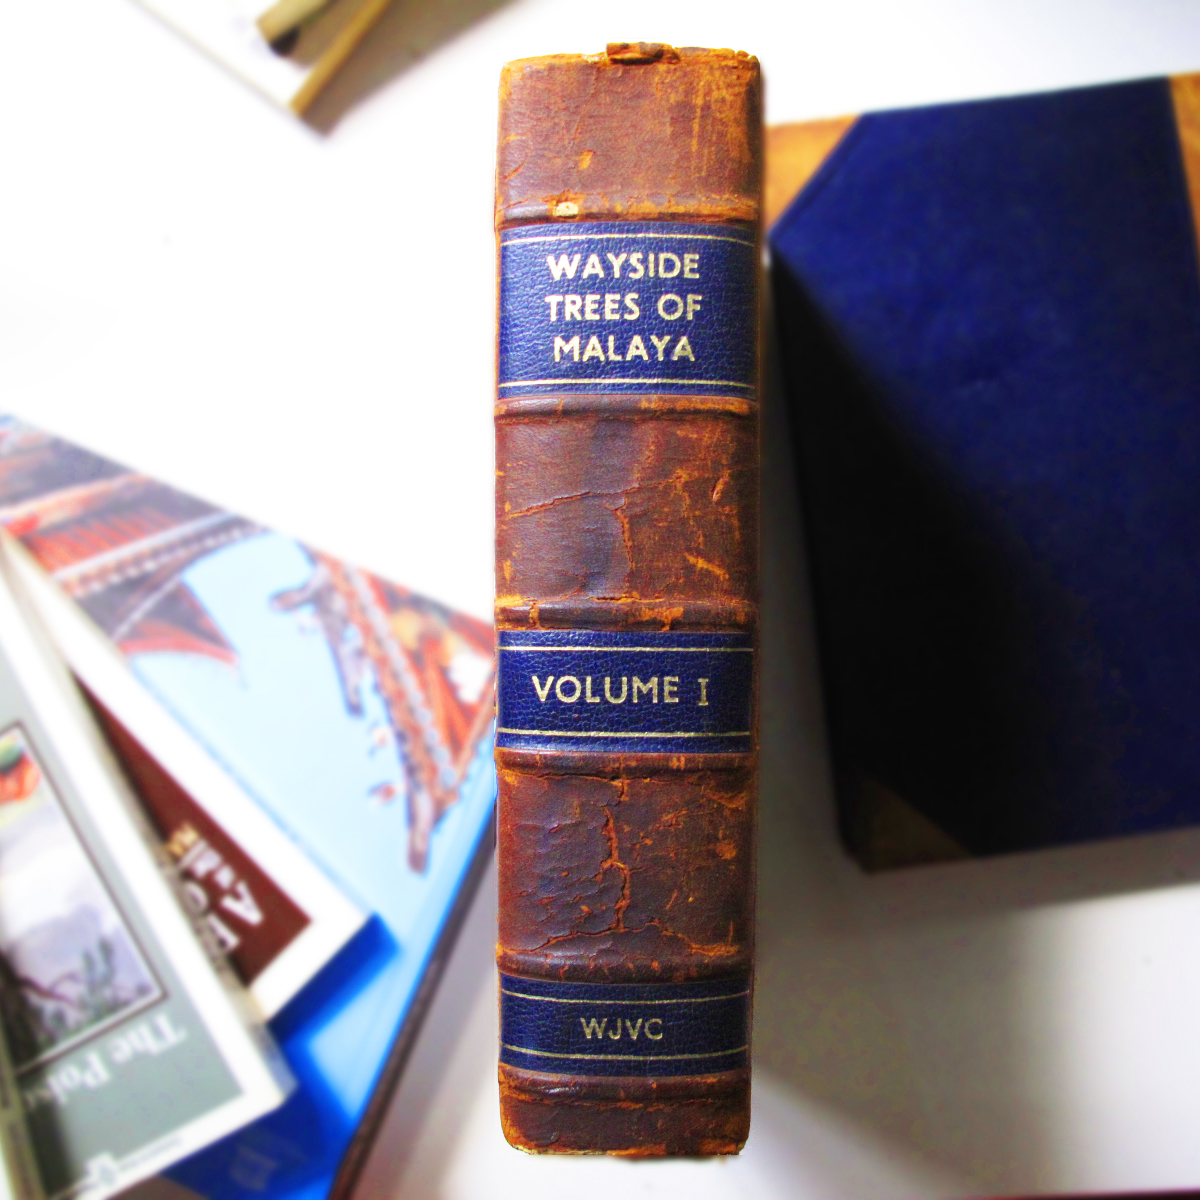 WAYSIDE
TREES OF
MALAYA
VOLUME I
WJVC
The Pol